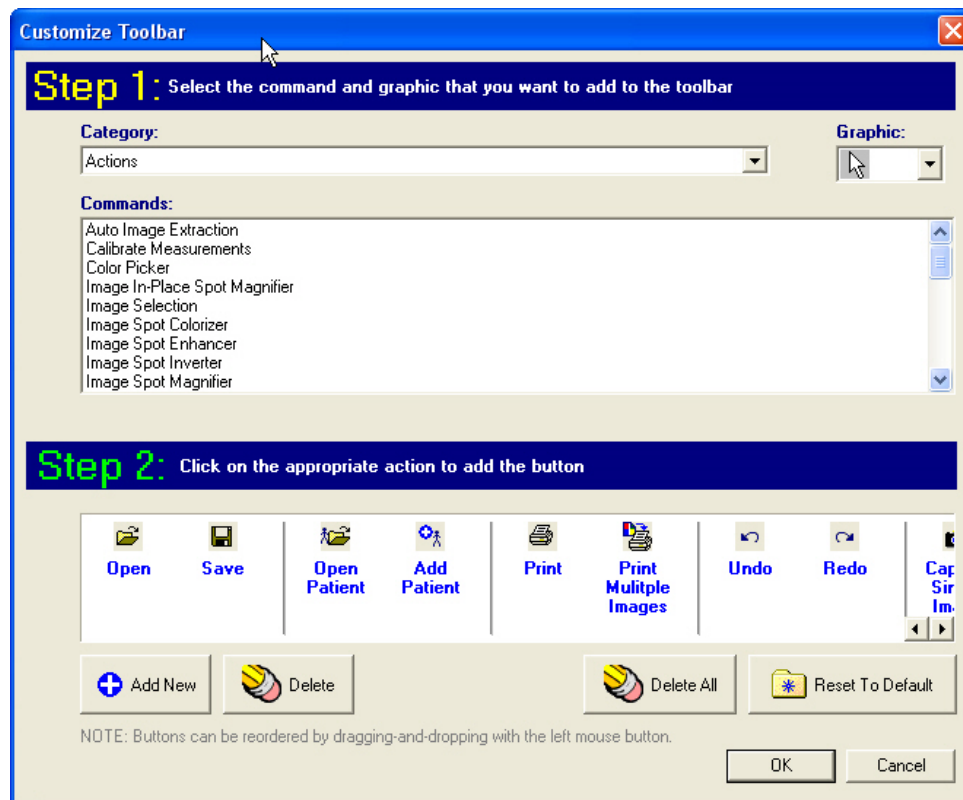 Customize Toolbar
Step 1: Select the command and graphic that you want to add to the toolbar
Category:
Graphic:
Actions
Commands:
Auto Image Extraction
Calibrate Measurements
Color Picker
Image In-Place Spot Magnifier
Image Selection
Image Spot Colorizer
Image Spot Enhancer
Image Spot Inverter
Image Spot Magnifier
Step 2: Click on the appropriate action to add the button
Open
Save
Open
Patient
Add
Patient
Print
Print
Mulitple
Images
Undo
Redo
Cap
Sir
Im
Add New
Delete
Delete All
Reset To Default
NOTE: Buttons can be reordered by dragging-and-dropping with the left mouse button.
OK
Cancel